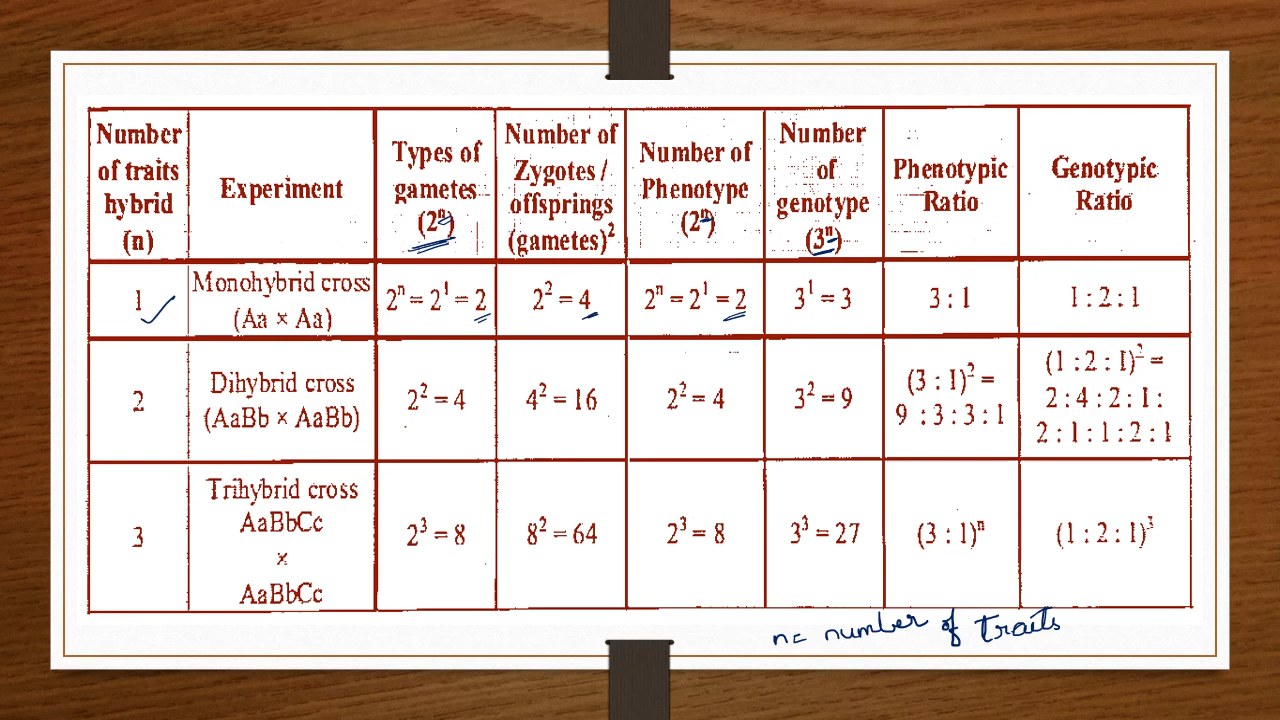 Number of traits hybrid (n)
Experiment
Types of gametes (2ⁿ)
Number of Zygotes / offsprings (gametes)²
Number of Phenotype (2ⁿ)
Number of genotype (3ⁿ)
Phenotypic Ratio
Genotypic Ratio
1
Monohybrid cross
(Aa × Aa)
2ⁿ = 2¹ = 2
2² = 4
2ⁿ = 2¹ = 2
3¹ = 3
3 : 1
1 : 2 : 1
2
Dihybrid cross
(AaBb × AaBb)
2² = 4
4² = 16
2² = 4
3² = 9
(3 : 1)² =
9 : 3 : 3 : 1
(1 : 2 : 1)² =
2 : 4 : 2 : 1 :
2 : 1 : 1 : 2 : 1
3
Trihybrid cross
AaBbCc
×
AaBbCc
2³ = 8
8² = 64
2³ = 8
3³ = 27
(3 : 1)ⁿ
(1 : 2 : 1)³
n= number of traits